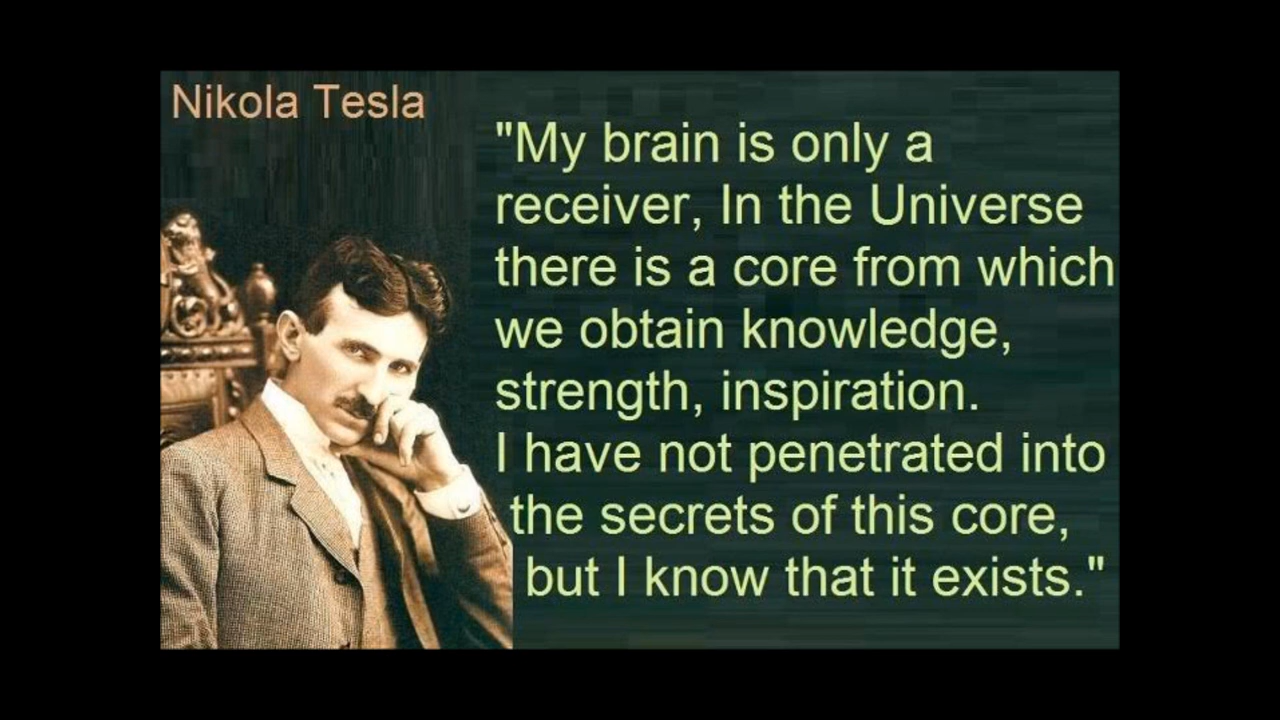 Nikola Tesla
"My brain is only a
receiver, In the Universe
there is a core from which
we obtain knowledge,
strength, inspiration.
I have not penetrated into
the secrets of this core,
but I know that it exists."